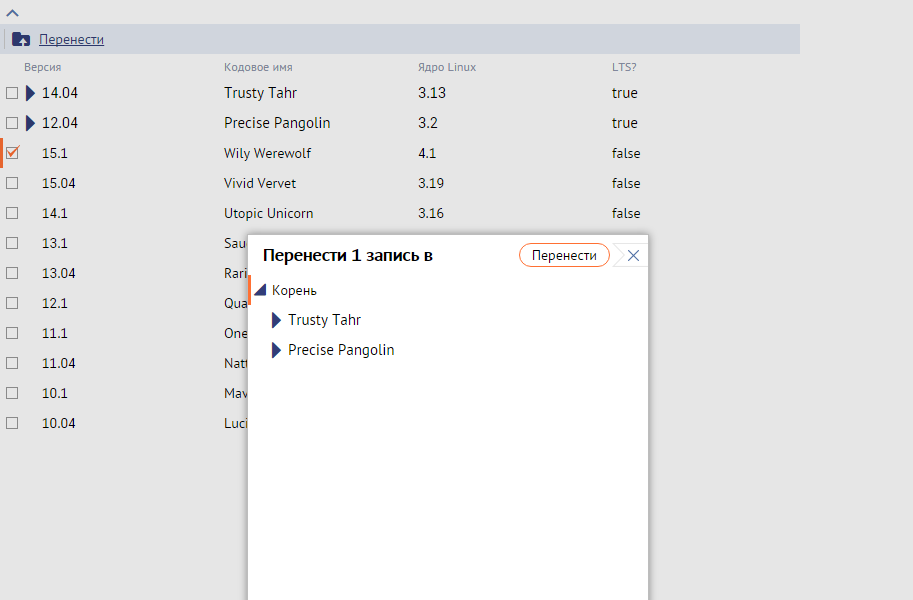 Перенести
Версия Кодовое имя Ядро Linux LTS?
14.04 Trusty Tahr 3.13 true
12.04 Precise Pangolin 3.2 true
15.1 Wily Werewolf 4.1 false
15.04 Vivid Vervet 3.19 false
14.1 Utopic Unicorn 3.16 false
13.1 Sau
13.04 Rari
12.1 Qua
11.1 One
11.04 Natt
10.1 Mav
10.04 Luci
Перенести 1 запись в Перенести
Корень
Trusty Tahr
Precise Pangolin